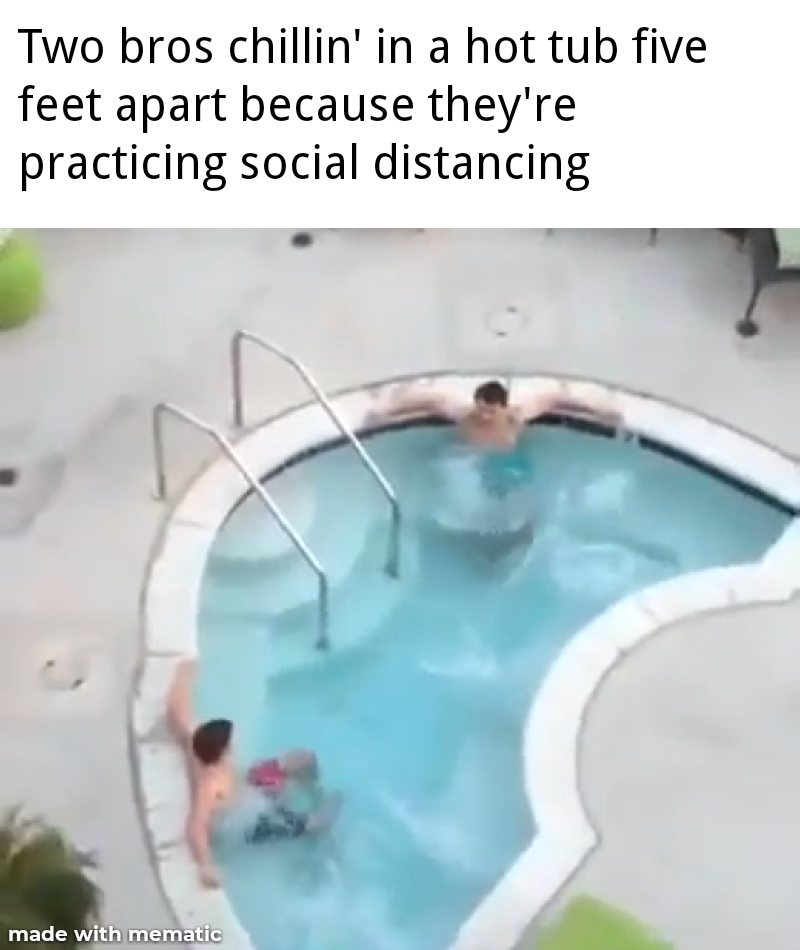 Two bros chillin' in a hot tub five
feet apart because they're
practicing social distancing
made with mematic